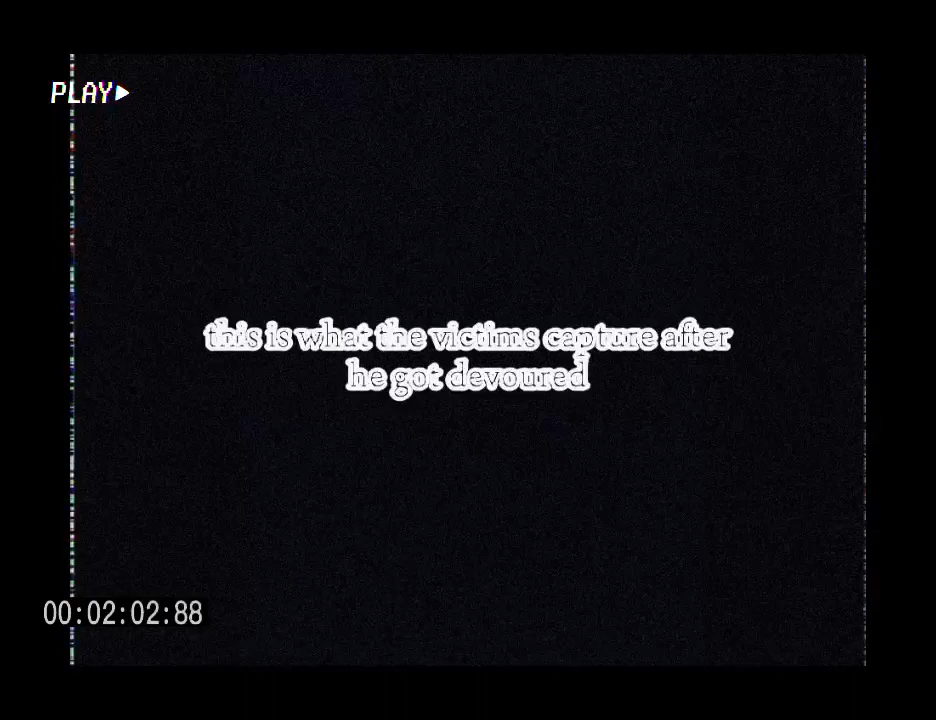 PLAY▶
this is what the victims capture after
he got devoured
00:02:02:88